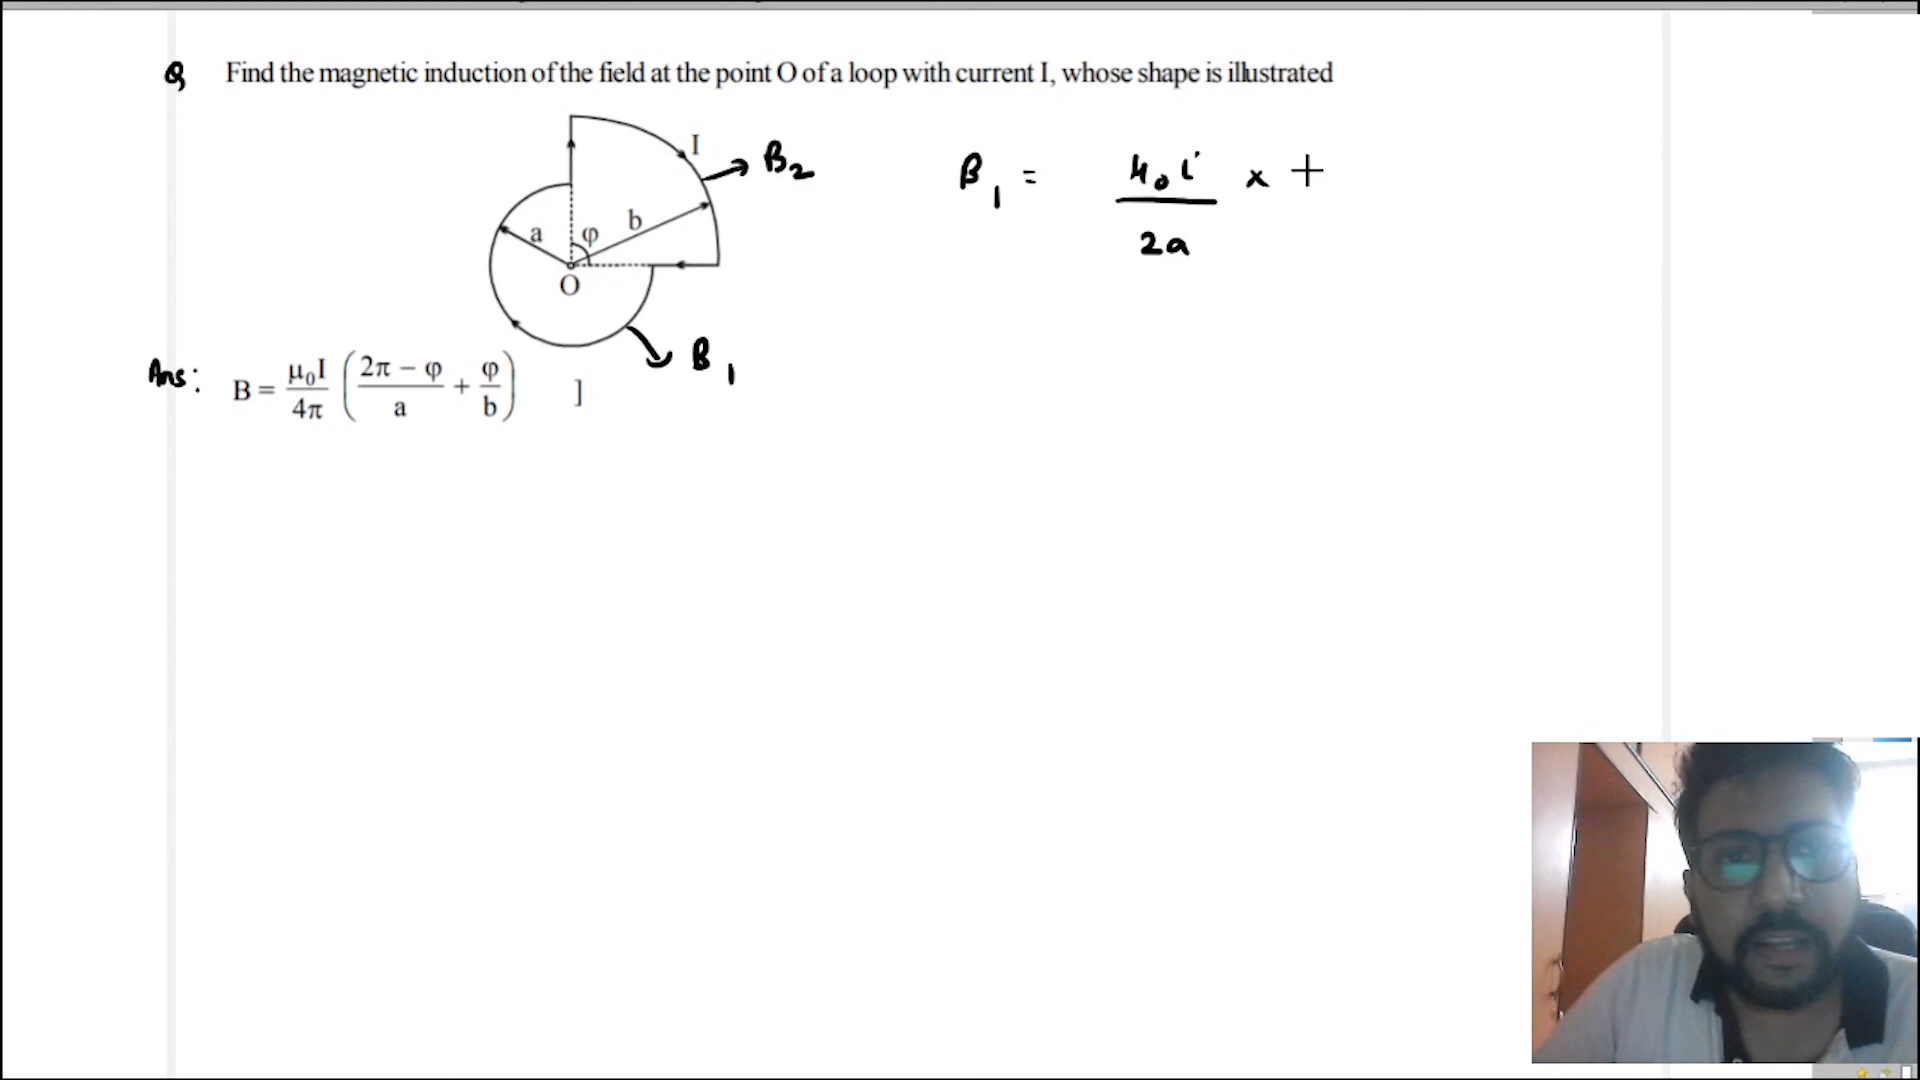 Q Find the magnetic induction of the field at the point O of a loop with current I, whose shape is illustrated
I
B₂
B₁ = μ₀i / 2a × +
a φ b
O
B₁
Ans: B = μ₀I / 4π ( (2π − φ) / a + φ / b ) ]